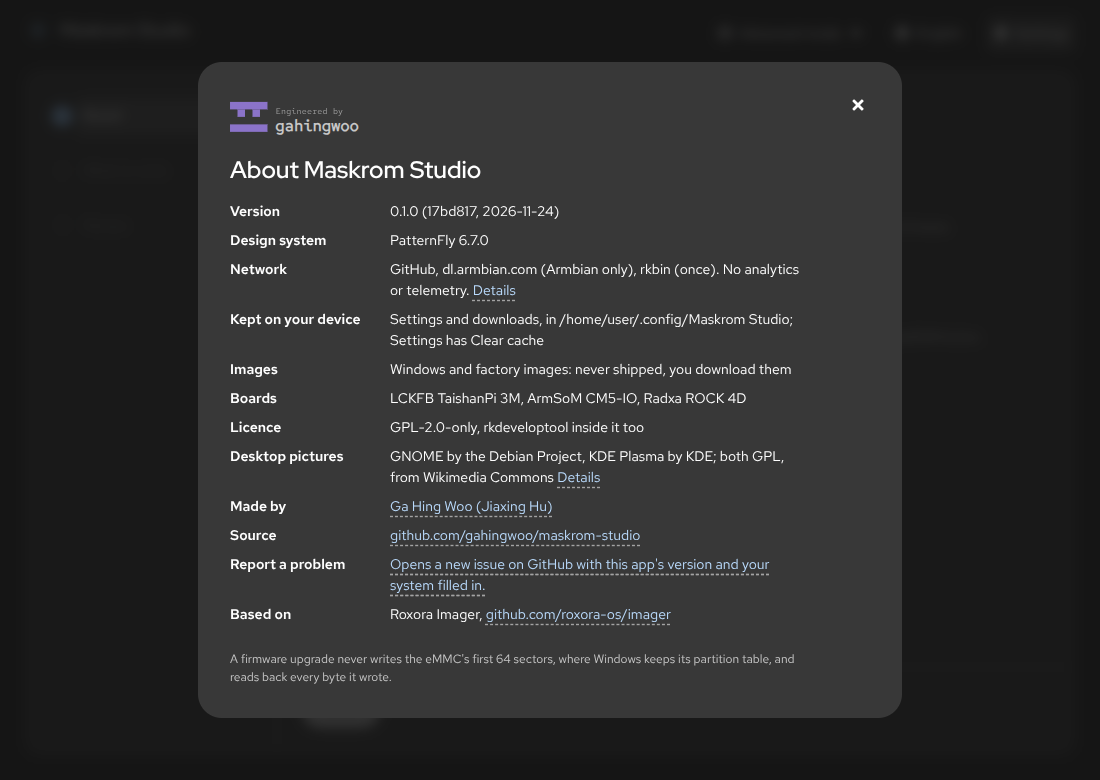 Engineered by
gahingwoo
About Maskrom Studio
Version 0.1.0 (17bd817, 2026-11-24)
Design system PatternFly 6.7.0
Network GitHub, dl.armbian.com (Armbian only), rkbin (once). No analytics
or telemetry. Details
Kept on your device Settings and downloads, in /home/user/.config/Maskrom Studio;
Settings has Clear cache
Images Windows and factory images: never shipped, you download them
Boards LCKFB TaishanPi 3M, ArmSoM CM5-IO, Radxa ROCK 4D
Licence GPL-2.0-only, rkdeveloptool inside it too
Desktop pictures GNOME by the Debian Project, KDE Plasma by KDE; both GPL,
from Wikimedia Commons Details
Made by Ga Hing Woo (Jiaxing Hu)
Source github.com/gahingwoo/maskrom-studio
Report a problem Opens a new issue on GitHub with this app's version and your
system filled in.
Based on Roxora Imager, github.com/roxora-os/imager
A firmware upgrade never writes the eMMC's first 64 sectors, where Windows keeps its partition table, and
reads back every byte it wrote.